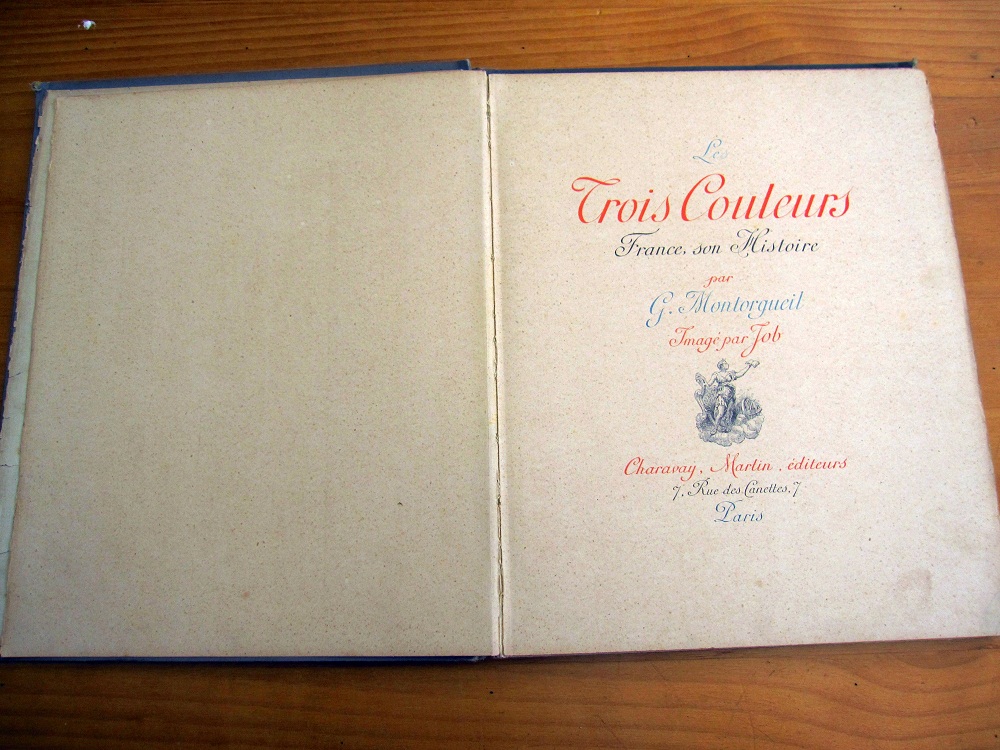 Les
Trois Couleurs
France, son Histoire
par
G. Montorgueil
Imagé par Job
Charavay, Martin, éditeurs
7, Rue des Canettes, 7
Paris